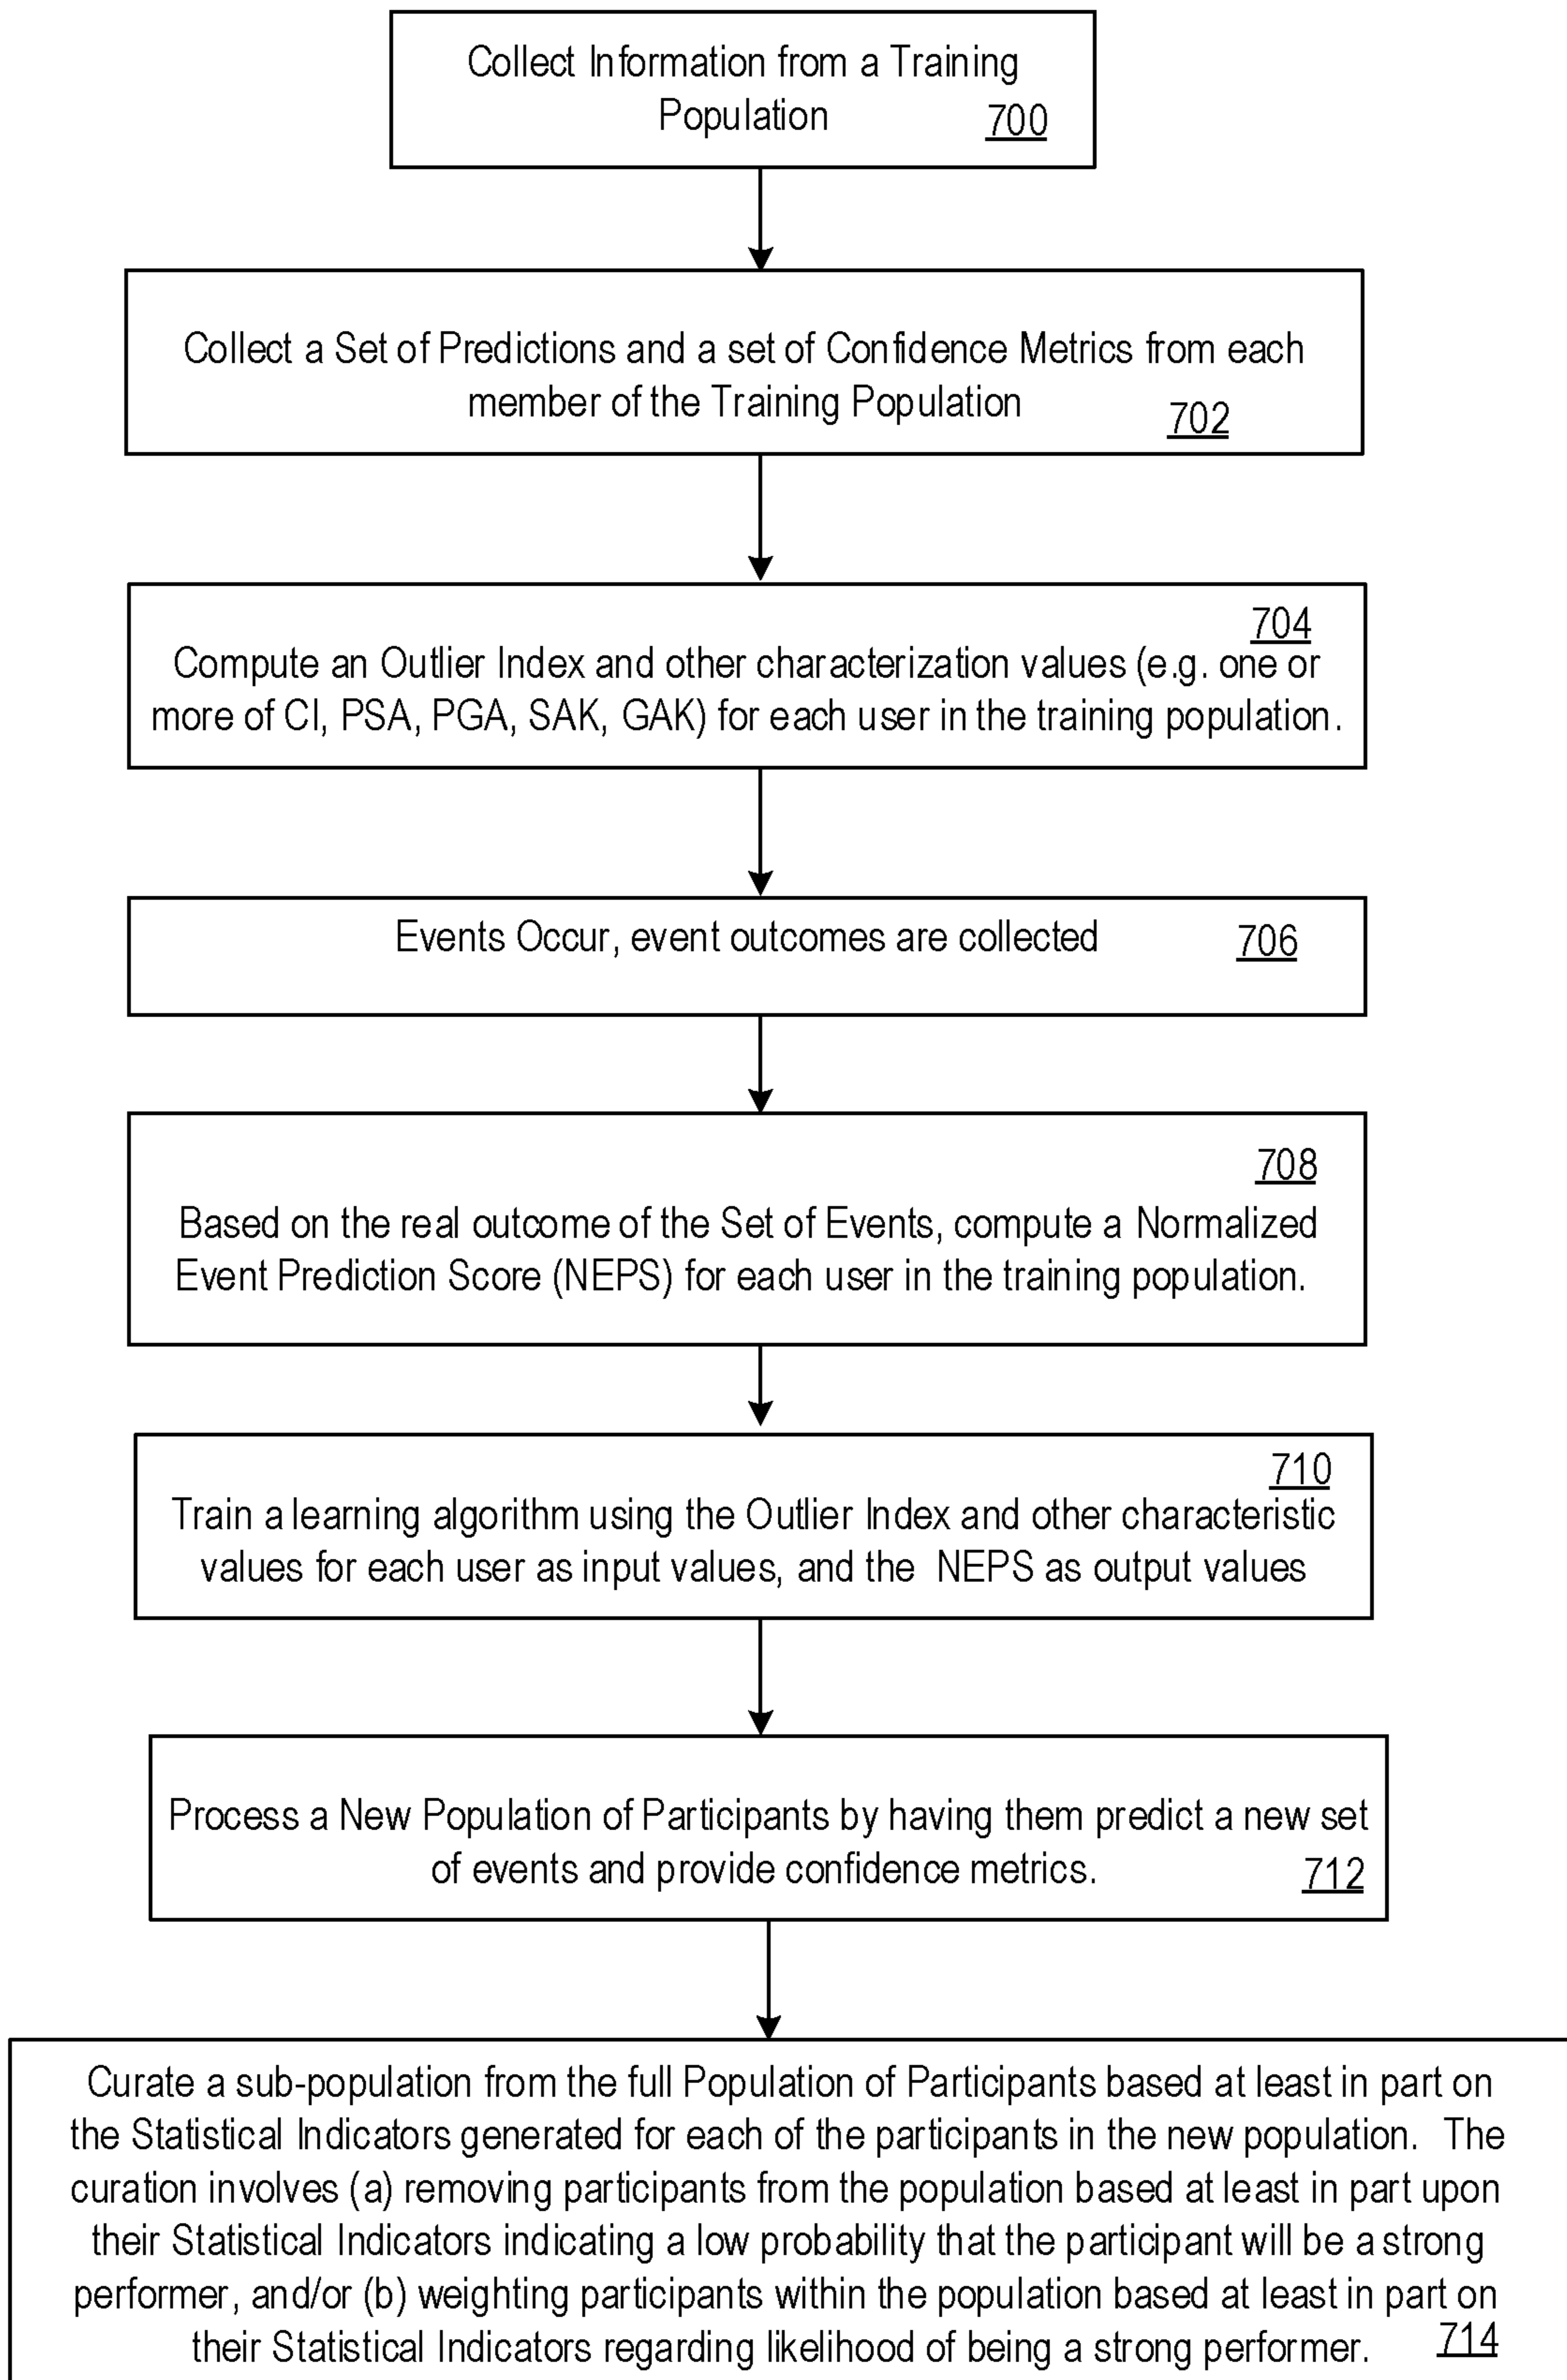 Collect Information from a Training
Population 700
Collect a Set of Predictions and a set of Confidence Metrics from each
member of the Training Population 702
704
Compute an Outlier Index and other characterization values (e.g. one or
more of CI, PSA, PGA, SAK, GAK) for each user in the training population.
Events Occur, event outcomes are collected 706
708
Based on the real outcome of the Set of Events, compute a Normalized
Event Prediction Score (NEPS) for each user in the training population.
710
Train a learning algorithm using the Outlier Index and other characteristic
values for each user as input values, and the NEPS as output values
Process a New Population of Participants by having them predict a new set
of events and provide confidence metrics. 712
Curate a sub-population from the full Population of Participants based at least in part on
the Statistical Indicators generated for each of the participants in the new population. The
curation involves (a) removing participants from the population based at least in part upon
their Statistical Indicators indicating a low probability that the participant will be a strong
performer, and/or (b) weighting participants within the population based at least in part on
their Statistical Indicators regarding likelihood of being a strong performer. 714